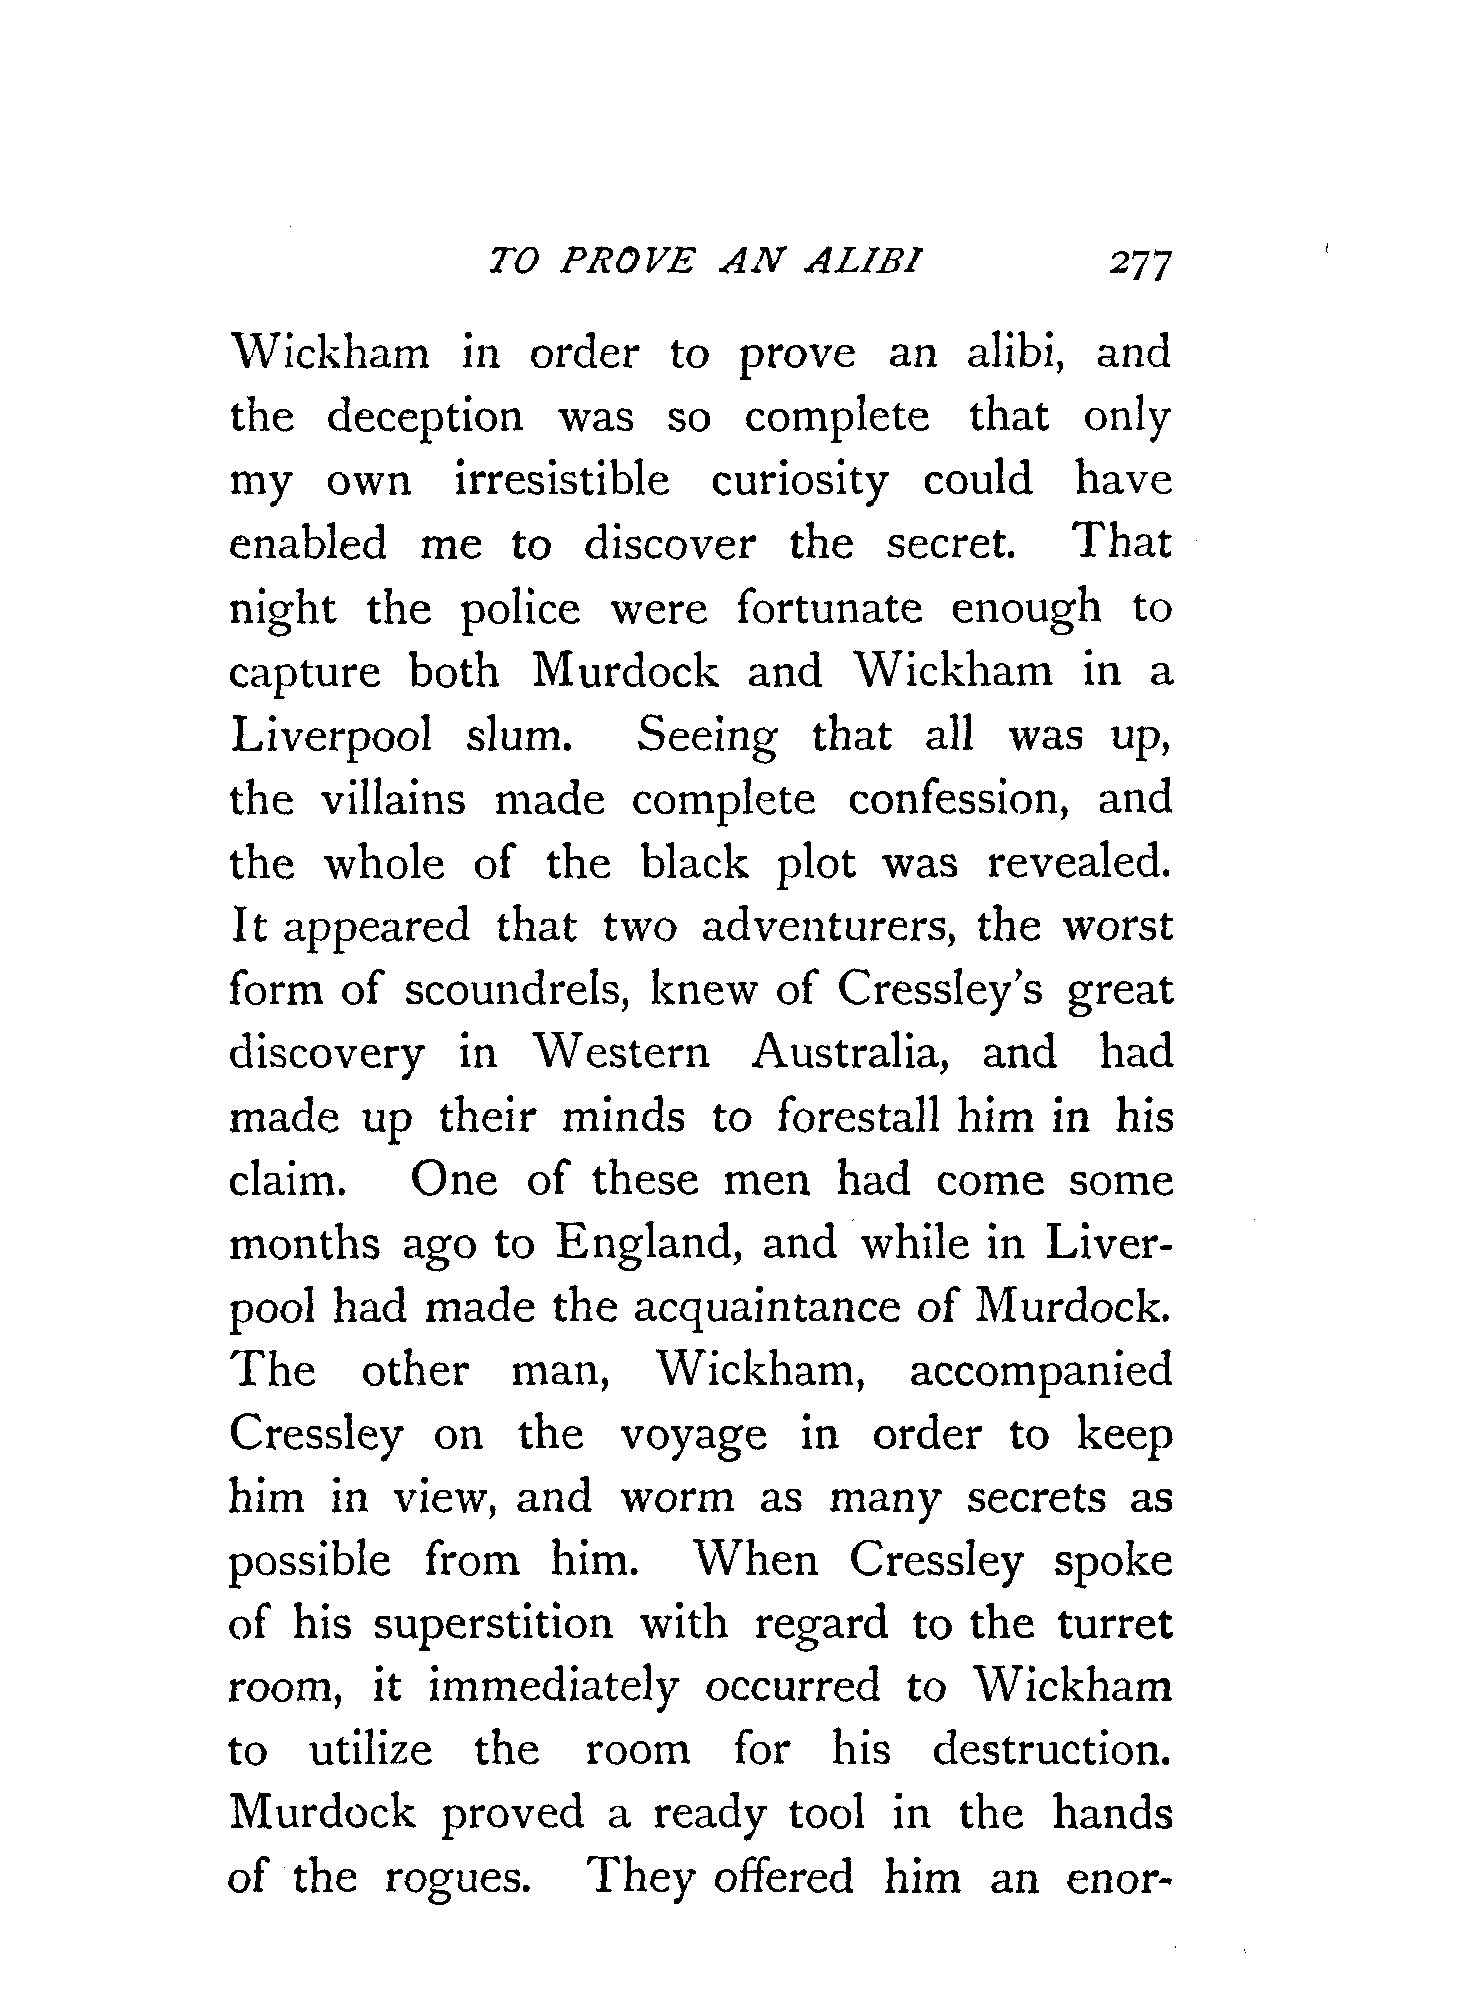 TO PROVE AN ALIBI 277
Wickham in order to prove an alibi, and
the deception was so complete that only
my own irresistible curiosity could have
enabled me to discover the secret. That
night the police were fortunate enough to
capture both Murdock and Wickham in a
Liverpool slum. Seeing that all was up,
the villains made complete confession, and
the whole of the black plot was revealed.
It appeared that two adventurers, the worst
form of scoundrels, knew of Cressley's great
discovery in Western Australia, and had
made up their minds to forestall him in his
claim. One of these men had come some
months ago to England, and while in Liver-
pool had made the acquaintance of Murdock.
The other man, Wickham, accompanied
Cressley on the voyage in order to keep
him in view, and worm as many secrets as
possible from him. When Cressley spoke
of his superstition with regard to the turret
room, it immediately occurred to Wickham
to utilize the room for his destruction.
Murdock proved a ready tool in the hands
of the rogues. They offered him an enor-